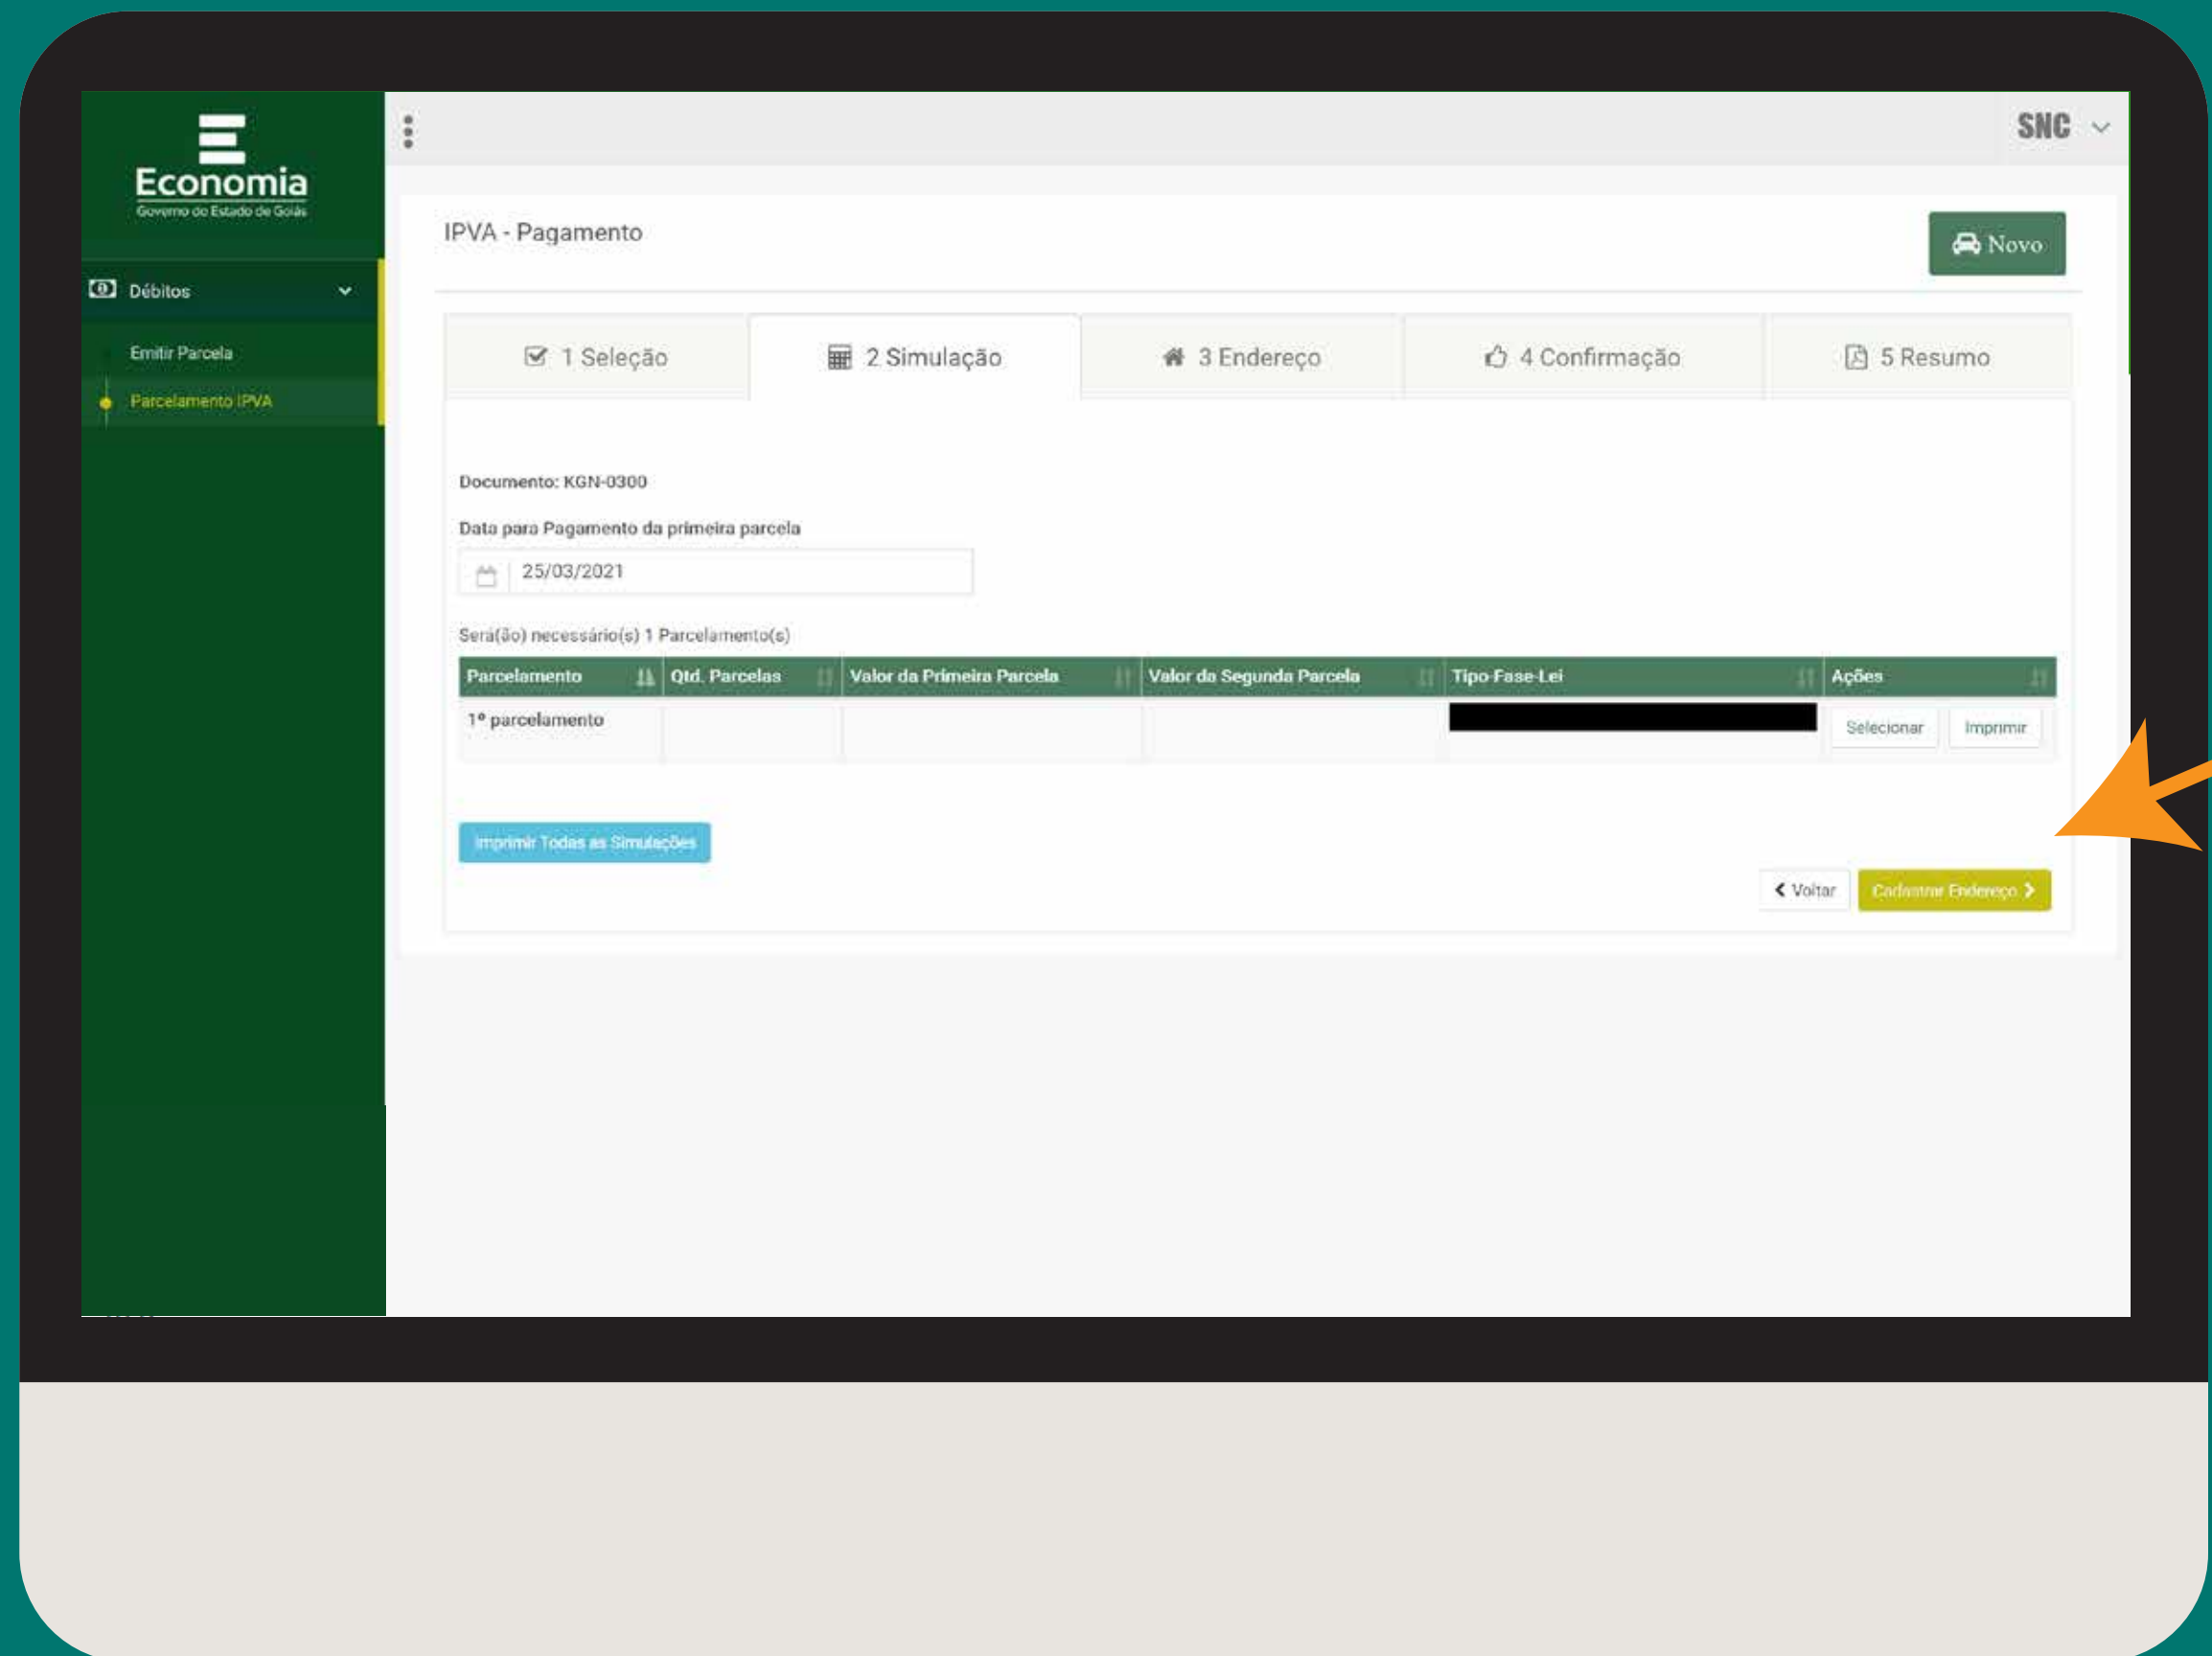 Economia
Governo do Estado de Goiás
SNC
Débitos
Emitir Parcela
Parcelamento IPVA
IPVA - Pagamento
Novo
1 Seleção
2 Simulação
3 Endereço
4 Confirmação
5 Resumo
Documento: KGN-0300
Data para Pagamento da primeira parcela
25/03/2021
Será(ão) necessário(s) 1 Parcelamento(s)
Parcelamento Qtd. Parcelas Valor da Primeira Parcela Valor da Segunda Parcela Tipo-Fase-Lei Ações
1º parcelamento Selecionar Imprimir
Imprimir Todas as Simulações
Voltar Cadastrar Endereço